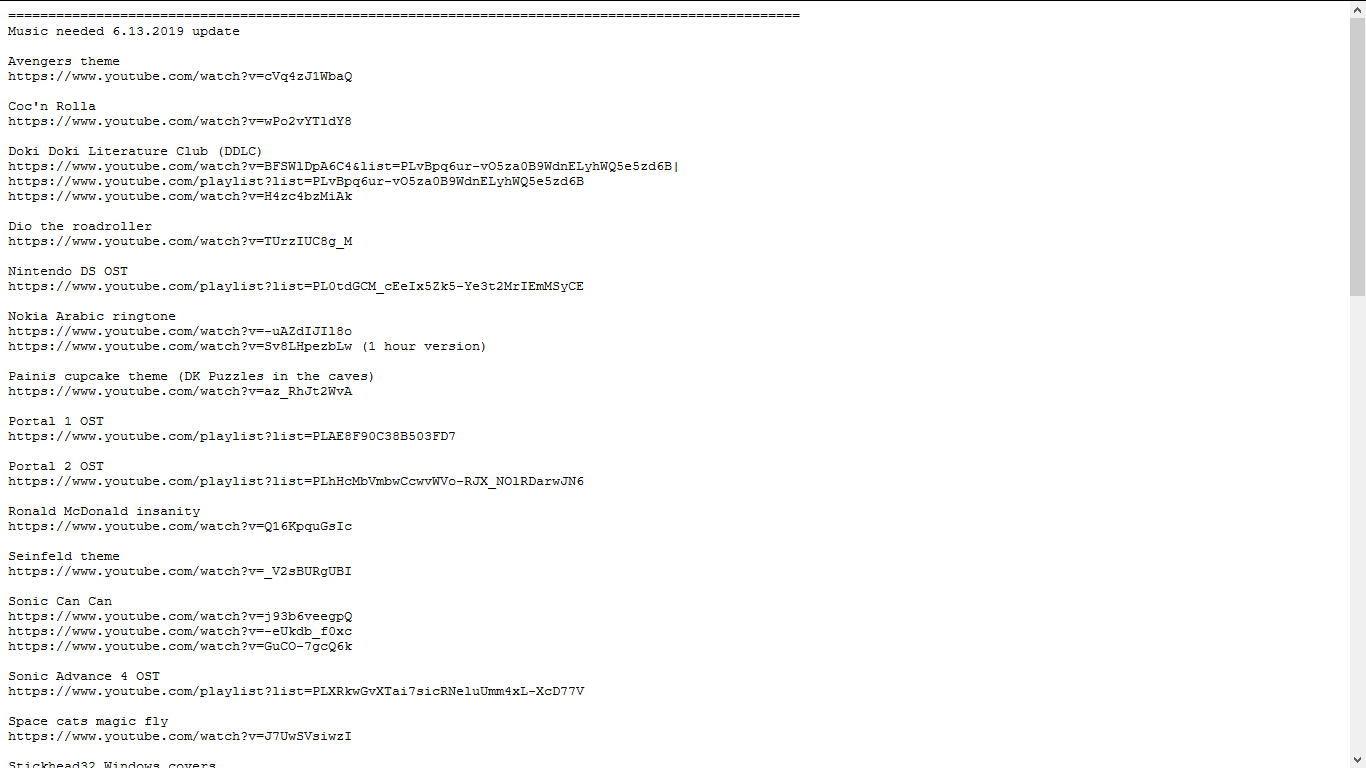 ===================================================================================================
Music needed 6.13.2019 update
Avengers theme
https://www.youtube.com/watch?v=cVq4zJ1WbaQ
Coc'n Rolla
https://www.youtube.com/watch?v=wPo2vYTldY8
Doki Doki Literature Club (DDLC)
https://www.youtube.com/watch?v=BFSWlDpA6C4&list=PLvBpq6ur-vO5za0B9WdnELyhWQ5e5zd6B|
https://www.youtube.com/playlist?list=PLvBpq6ur-vO5za0B9WdnELyhWQ5e5zd6B
https://www.youtube.com/watch?v=H4zc4bzMiAk
Dio the roadroller
https://www.youtube.com/watch?v=TUrzIUC8g_M
Nintendo DS OST
https://www.youtube.com/playlist?list=PL0tdGCM_cEeIx5Zk5-Ye3t2MrIEmMSyCE
Nokia Arabic ringtone
https://www.youtube.com/watch?v=-uAZdIJIl8o
https://www.youtube.com/watch?v=Sv8LHpezbLw (1 hour version)
Painis cupcake theme (DK Puzzles in the caves)
https://www.youtube.com/watch?v=az_RhJt2WvA
Portal 1 OST
https://www.youtube.com/playlist?list=PLAE8F90C38B503FD7
Portal 2 OST
https://www.youtube.com/playlist?list=PLhHcMbVmbwCcwvWVo-RJX_NOlRDarwJN6
Ronald McDonald insanity
https://www.youtube.com/watch?v=Q16KpquGsIc
Seinfeld theme
https://www.youtube.com/watch?v=_V2sBURgUBI
Sonic Can Can
https://www.youtube.com/watch?v=j93b6veegpQ
https://www.youtube.com/watch?v=-eUkdb_f0xc
https://www.youtube.com/watch?v=GuCO-7gcQ6k
Sonic Advance 4 OST
https://www.youtube.com/playlist?list=PLXRkwGvXTai7sicRNeluUmm4xL-XcD77V
Space cats magic fly
https://www.youtube.com/watch?v=J7UwSVsiwzI
Stickhead32 Windows covers